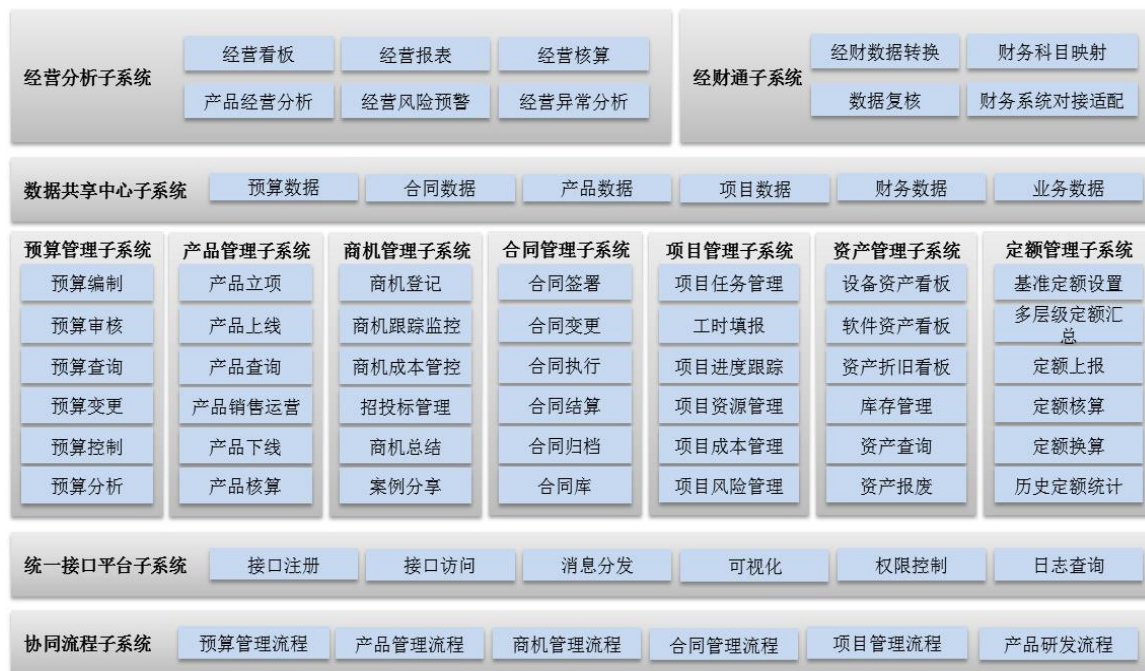 经营分析子系统
经营看板
经营报表
经营核算
产品经营分析
经营风险预警
经营异常分析
经财通子系统
经财数据转换
财务科目映射
数据复核
财务系统对接适配
数据共享中心子系统
预算数据
合同数据
产品数据
项目数据
财务数据
业务数据
预算管理子系统
预算编制
预算审核
预算查询
预算变更
预算控制
预算分析
产品管理子系统
产品立项
产品上线
产品查询
产品销售运营
产品下线
产品核算
商机管理子系统
商机登记
商机跟踪监控
商机成本管控
招投标管理
商机总结
案例分享
合同管理子系统
合同签署
合同变更
合同执行
合同结算
合同归档
合同库
项目管理子系统
项目任务管理
工时填报
项目进度跟踪
项目资源管理
项目成本管理
项目风险管理
资产管理子系统
设备资产看板
软件资产看板
资产折旧看板
库存管理
资产查询
资产报废
定额管理子系统
基准定额设置
多层级定额汇
总
定额上报
定额核算
定额换算
历史定额统计
统一接口平台子系统
接口注册
接口访问
消息分发
可视化
权限控制
日志查询
协同流程子系统
预算管理流程
产品管理流程
商机管理流程
合同管理流程
项目管理流程
产品研发流程